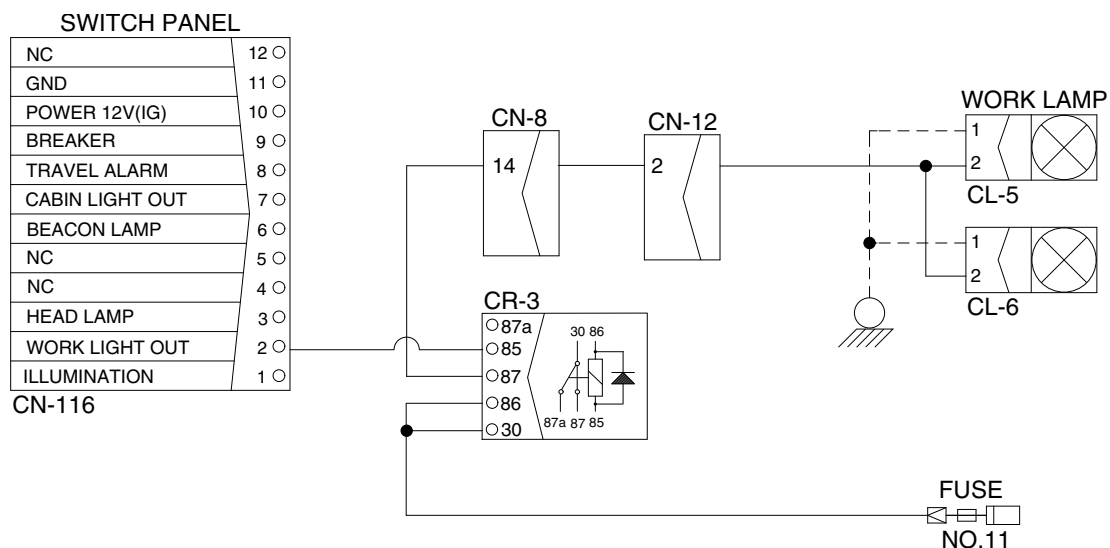 SWITCH PANEL
NC 12
GND 11
POWER 12V(IG) 10
BREAKER 9
TRAVEL ALARM 8
CABIN LIGHT OUT 7
BEACON LAMP 6
NC 5
NC 4
HEAD LAMP 3
WORK LIGHT OUT 2
ILLUMINATION 1
CN-116
CN-8
14
CN-12
2
WORK LAMP
1
2
CL-5
1
2
CL-6
CR-3
87a
85
87
86
30
30 86
87a 87 85
FUSE
NO.11